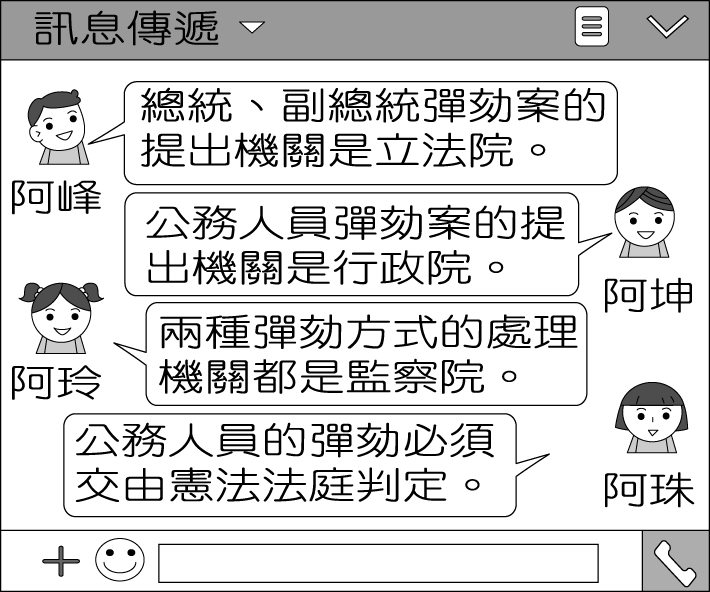 訊息傳遞
總統、副總統彈劾案的
提出機關是立法院。
阿峰
公務人員彈劾案的提
出機關是行政院。
阿坤
兩種彈劾方式的處理
機關都是監察院。
阿玲
公務人員的彈劾必須
交由憲法法庭判定。
阿珠